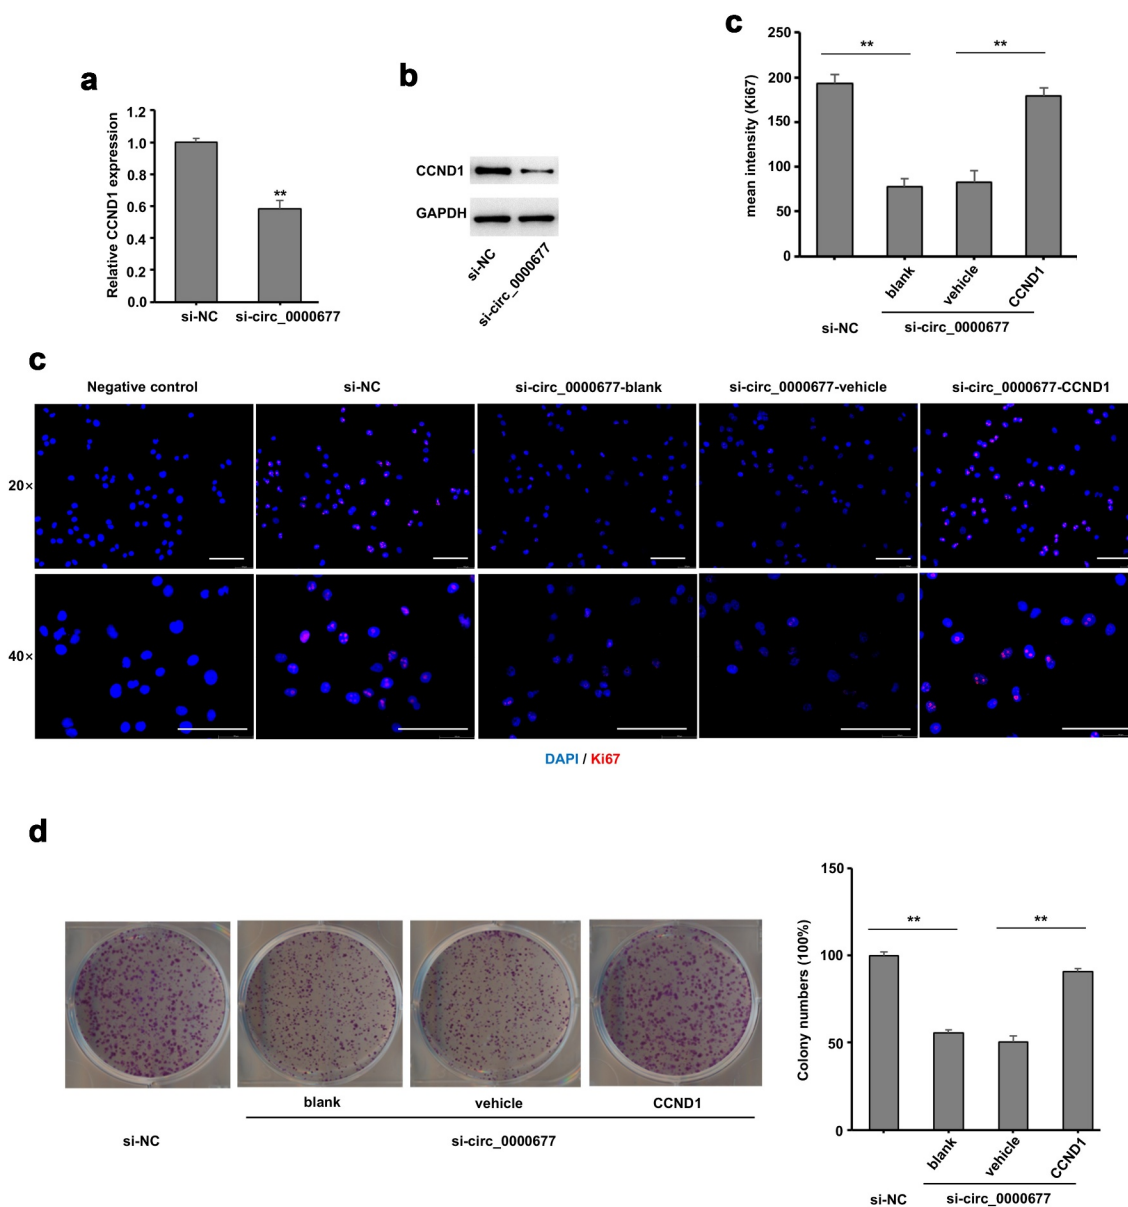 a
Relative CCND1 expression
1.2
1.0
0.8
0.6
0.4
0.2
0.0
**
si-NC
si-circ_0000677
b
CCND1
GAPDH
si-NC
si-circ_0000677
c
mean intensity (Ki67)
250
200
150
100
50
0
**
**
blank
vehicle
CCND1
si-NC
si-circ_0000677
c
Negative control
si-NC
si-circ_0000677-blank
si-circ_0000677-vehicle
si-circ_0000677-CCND1
20×
40×
DAPI / Ki67
d
blank
vehicle
CCND1
si-NC
si-circ_0000677
Colony numbers (100%)
150
100
50
0
**
**
blank
vehicle
CCND1
si-NC
si-circ_0000677